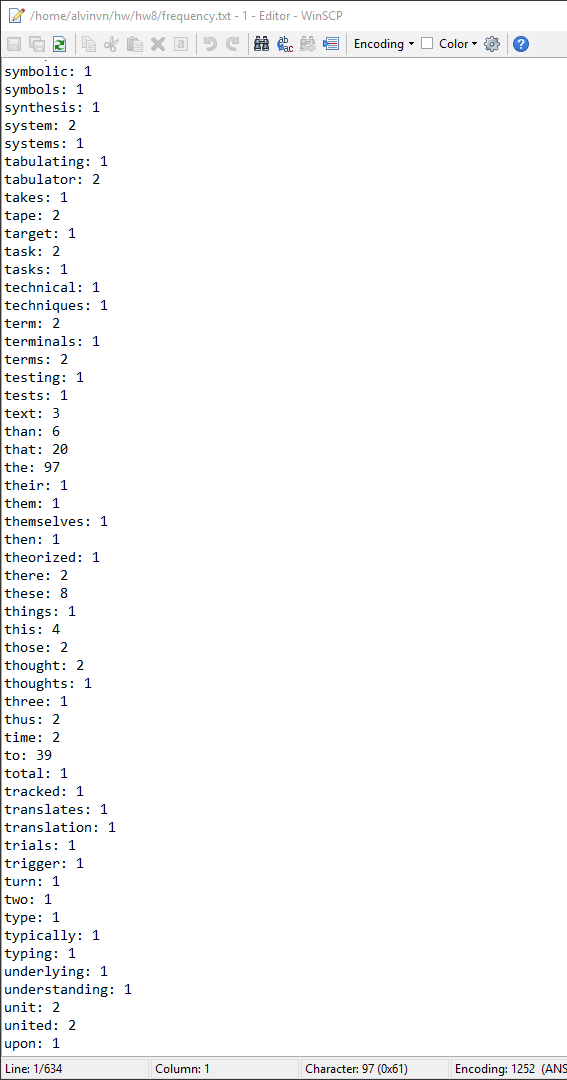 /home/alvinvn/hw/hw8/frequency.txt - 1 - Editor - WinSCP
Encoding Color
symbolic: 1
symbols: 1
synthesis: 1
system: 2
systems: 1
tabulating: 1
tabulator: 2
takes: 1
tape: 2
target: 1
task: 2
tasks: 1
technical: 1
techniques: 1
term: 2
terminals: 1
terms: 2
testing: 1
tests: 1
text: 3
than: 6
that: 20
the: 97
their: 1
them: 1
themselves: 1
then: 1
theorized: 1
there: 2
these: 8
things: 1
this: 4
those: 2
thought: 2
thoughts: 1
three: 1
thus: 2
time: 2
to: 39
total: 1
tracked: 1
translates: 1
translation: 1
trials: 1
trigger: 1
turn: 1
two: 1
type: 1
typically: 1
typing: 1
underlying: 1
understanding: 1
unit: 2
united: 2
upon: 1
Line: 1/634 Column: 1 Character: 97 (0x61) Encoding: 1252 (ANS